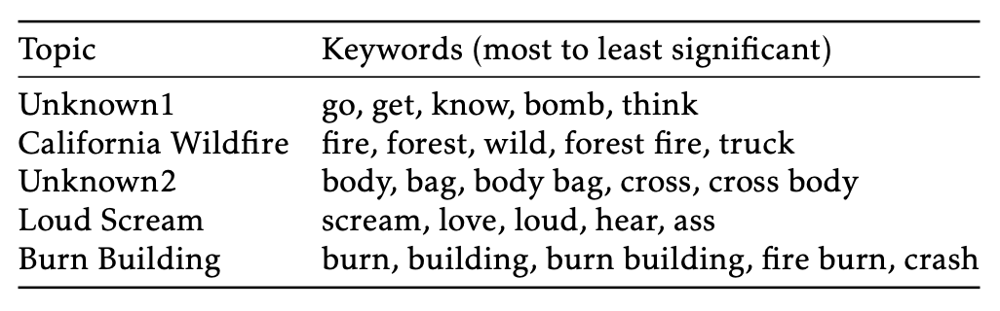 Topic Keywords (most to least significant)
Unknown1 go, get, know, bomb, think
California Wildfire fire, forest, wild, forest fire, truck
Unknown2 body, bag, body bag, cross, cross body
Loud Scream scream, love, loud, hear, ass
Burn Building burn, building, burn building, fire burn, crash